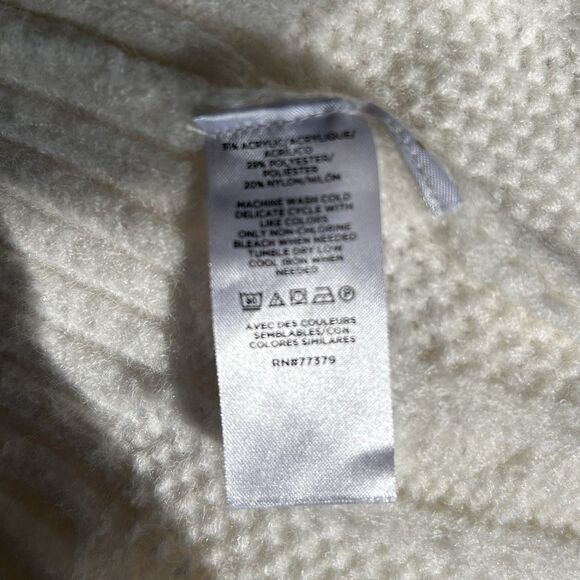 51% ACRYLIC/ACRYLIQUE/
ACRÍLICO
29% POLYESTER/
POLIÉSTER
20% NYLON/NILÓN
MACHINE WASH COLD
DELICATE CYCLE WITH
LIKE COLORS
ONLY NON-CHLORINE
BLEACH WHEN NEEDED
TUMBLE DRY LOW
COOL IRON WHEN
NEEDED
AVEC DES COULEURS
SEMBLABLES/CON
COLORES SIMILARES
RN#77379